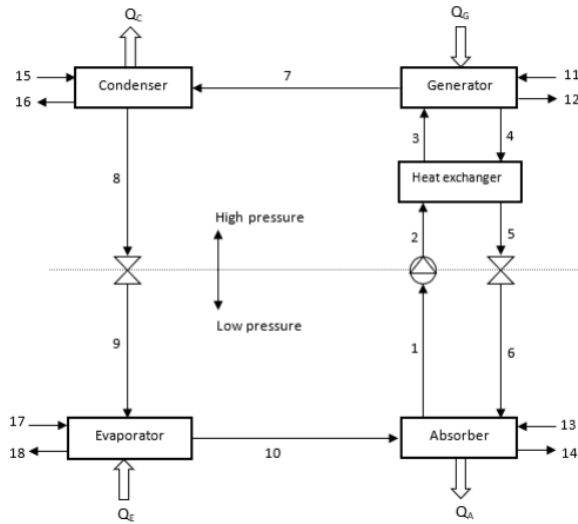 Q_C
Q_G
15
16
Condenser
7
Generator
11
12
3
4
8
Heat exchanger
High pressure
2
5
Low pressure
9
1
6
17
18
Evaporator
10
Absorber
13
14
Q_E
Q_A